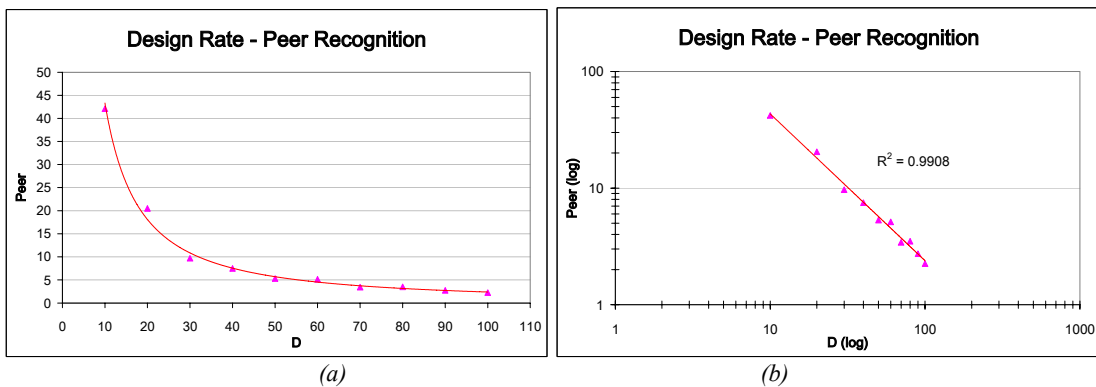 Design Rate - Peer Recognition
50
45
40
35
30
25
20
15
10
5
0
Peer
0 10 20 30 40 50 60 70 80 90 100 110
D
(a)
Design Rate - Peer Recognition
100
10
1
Peer (log)
R² = 0.9908
1 10 100 1000
D (log)
(b)